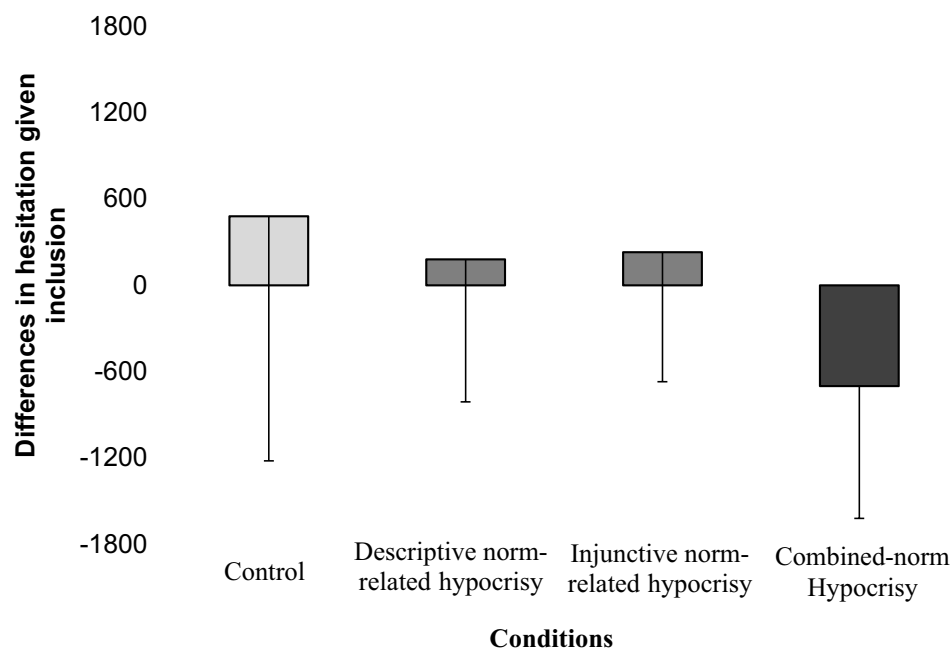 1800
1200
600
0
-600
-1200
-1800
Differences in hesitation given
inclusion
Control
Descriptive norm-
related hypocrisy
Injunctive norm-
related hypocrisy
Combined-norm
Hypocrisy
Conditions